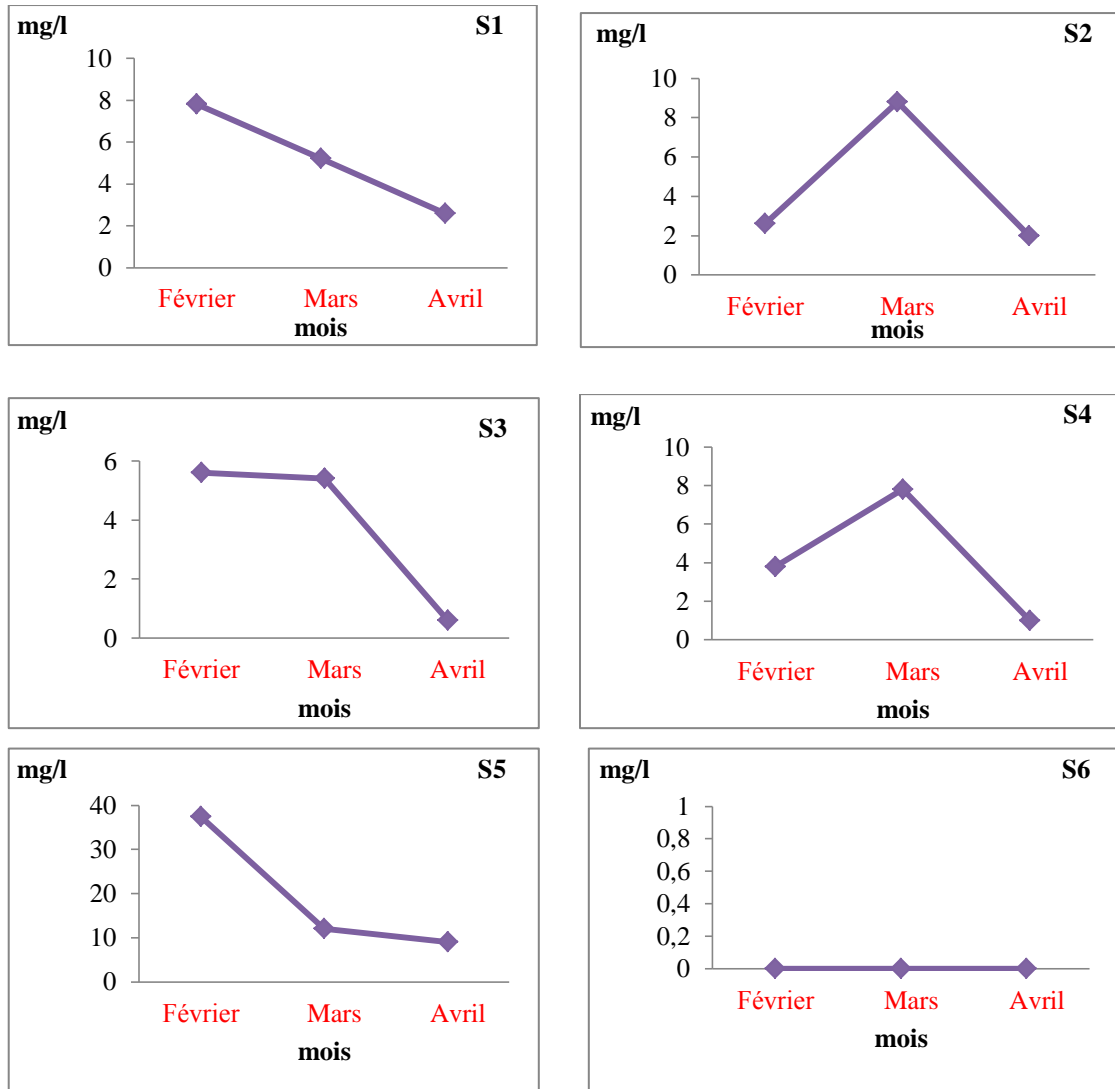 mg/l S1
10
8
6
4
2
0
Février Mars Avril
mois
mg/l S2
10
8
6
4
2
0
Février Mars Avril
mois
mg/l S3
6
4
2
0
Février Mars Avril
mois
mg/l S4
10
8
6
4
2
0
Février Mars Avril
mois
mg/l S5
40
30
20
10
0
Février Mars Avril
mois
mg/l S6
1
0,8
0,6
0,4
0,2
0
Février Mars Avril
mois